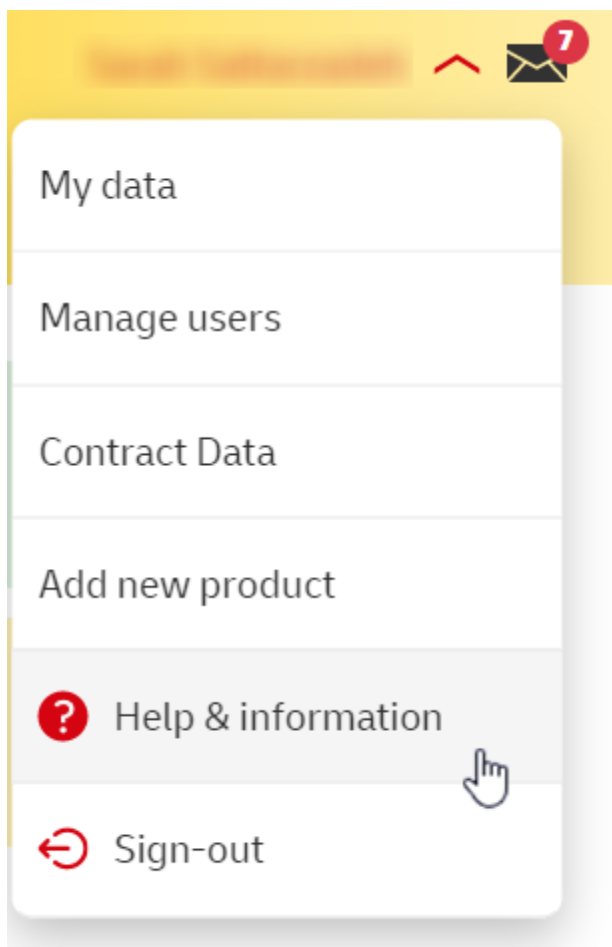 7
My data
Manage users
Contract Data
Add new product
? Help & information
Sign-out